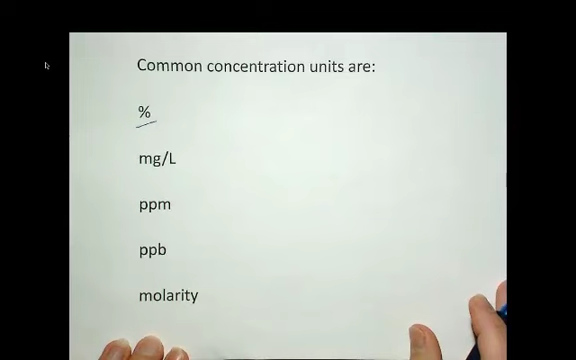 Common concentration units are:
%
mg/L
ppm
ppb
molarity